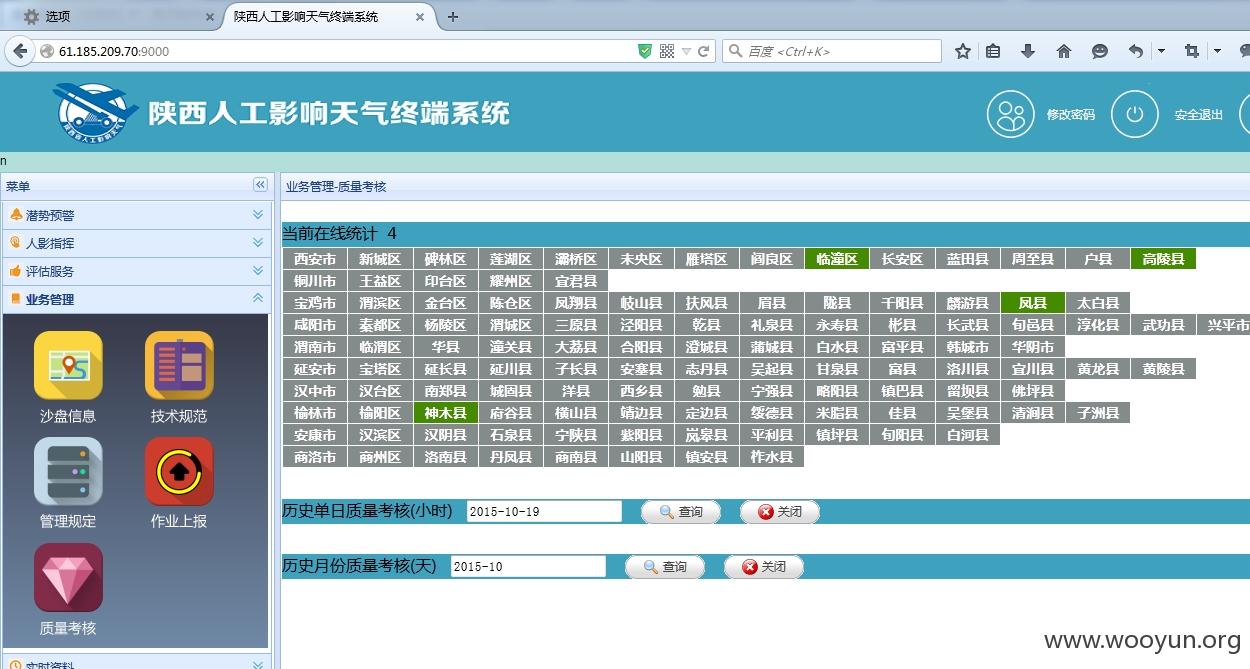 选项
陕西人工影响天气终端系统
61.185.209.70:9000
百度 <Ctrl+K>
陕西人工影响天气终端系统
修改密码
安全退出
n
菜单
业务管理-质量考核
潜势预警
人影指挥
评估服务
业务管理
沙盘信息
技术规范
管理规定
作业上报
质量考核
实时资料
当前在线统计 4
西安市 新城区 碑林区 莲湖区 灞桥区 未央区 雁塔区 阎良区 临潼区 长安区 蓝田县 周至县 户县 高陵县
铜川市 王益区 印台区 耀州区 宜君县
宝鸡市 渭滨区 金台区 陈仓区 凤翔县 岐山县 扶风县 眉县 陇县 千阳县 麟游县 凤县 太白县
咸阳市 秦都区 杨陵区 渭城区 三原县 泾阳县 乾县 礼泉县 永寿县 彬县 长武县 旬邑县 淳化县 武功县 兴平市
渭南市 临渭区 华县 潼关县 大荔县 合阳县 澄城县 蒲城县 白水县 富平县 韩城市 华阴市
延安市 宝塔区 延长县 延川县 子长县 安塞县 志丹县 吴起县 甘泉县 富县 洛川县 宜川县 黄龙县 黄陵县
汉中市 汉台区 南郑县 城固县 洋县 西乡县 勉县 宁强县 略阳县 镇巴县 留坝县 佛坪县
榆林市 榆阳区 神木县 府谷县 横山县 靖边县 定边县 绥德县 米脂县 佳县 吴堡县 清涧县 子洲县
安康市 汉滨区 汉阴县 石泉县 宁陕县 紫阳县 岚皋县 平利县 镇坪县 旬阳县 白河县
商洛市 商州区 洛南县 丹凤县 商南县 山阳县 镇安县 柞水县
历史单日质量考核(小时) 2015-10-19 查询 关闭
历史月份质量考核(天) 2015-10 查询 关闭
www.wooyun.org